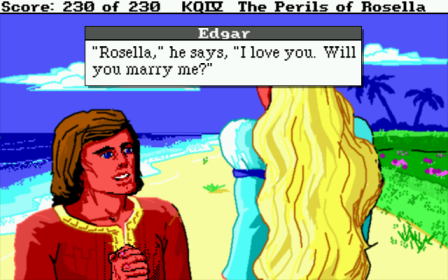 Score: 230 of 230 KQIV The Perils of Rosella
Edgar
"Rosella," he says, "I love you. Will
you marry me?"